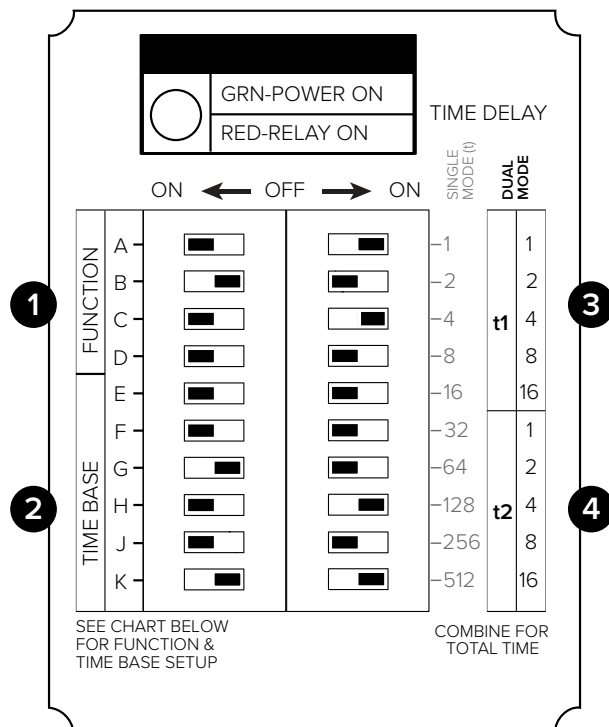 GRN-POWER ON
RED-RELAY ON
TIME DELAY
SINGLE
MODE (t)
DUAL
MODE
ON OFF ON
1
FUNCTION
A
B
C
D
2
TIME BASE
E
F
G
H
J
K
1
2
4
8
16
32
64
128
256
512
t1
1
2
4
8
16
3
t2
1
2
4
8
16
4
SEE CHART BELOW
FOR FUNCTION &
TIME BASE SETUP
COMBINE FOR
TOTAL TIME